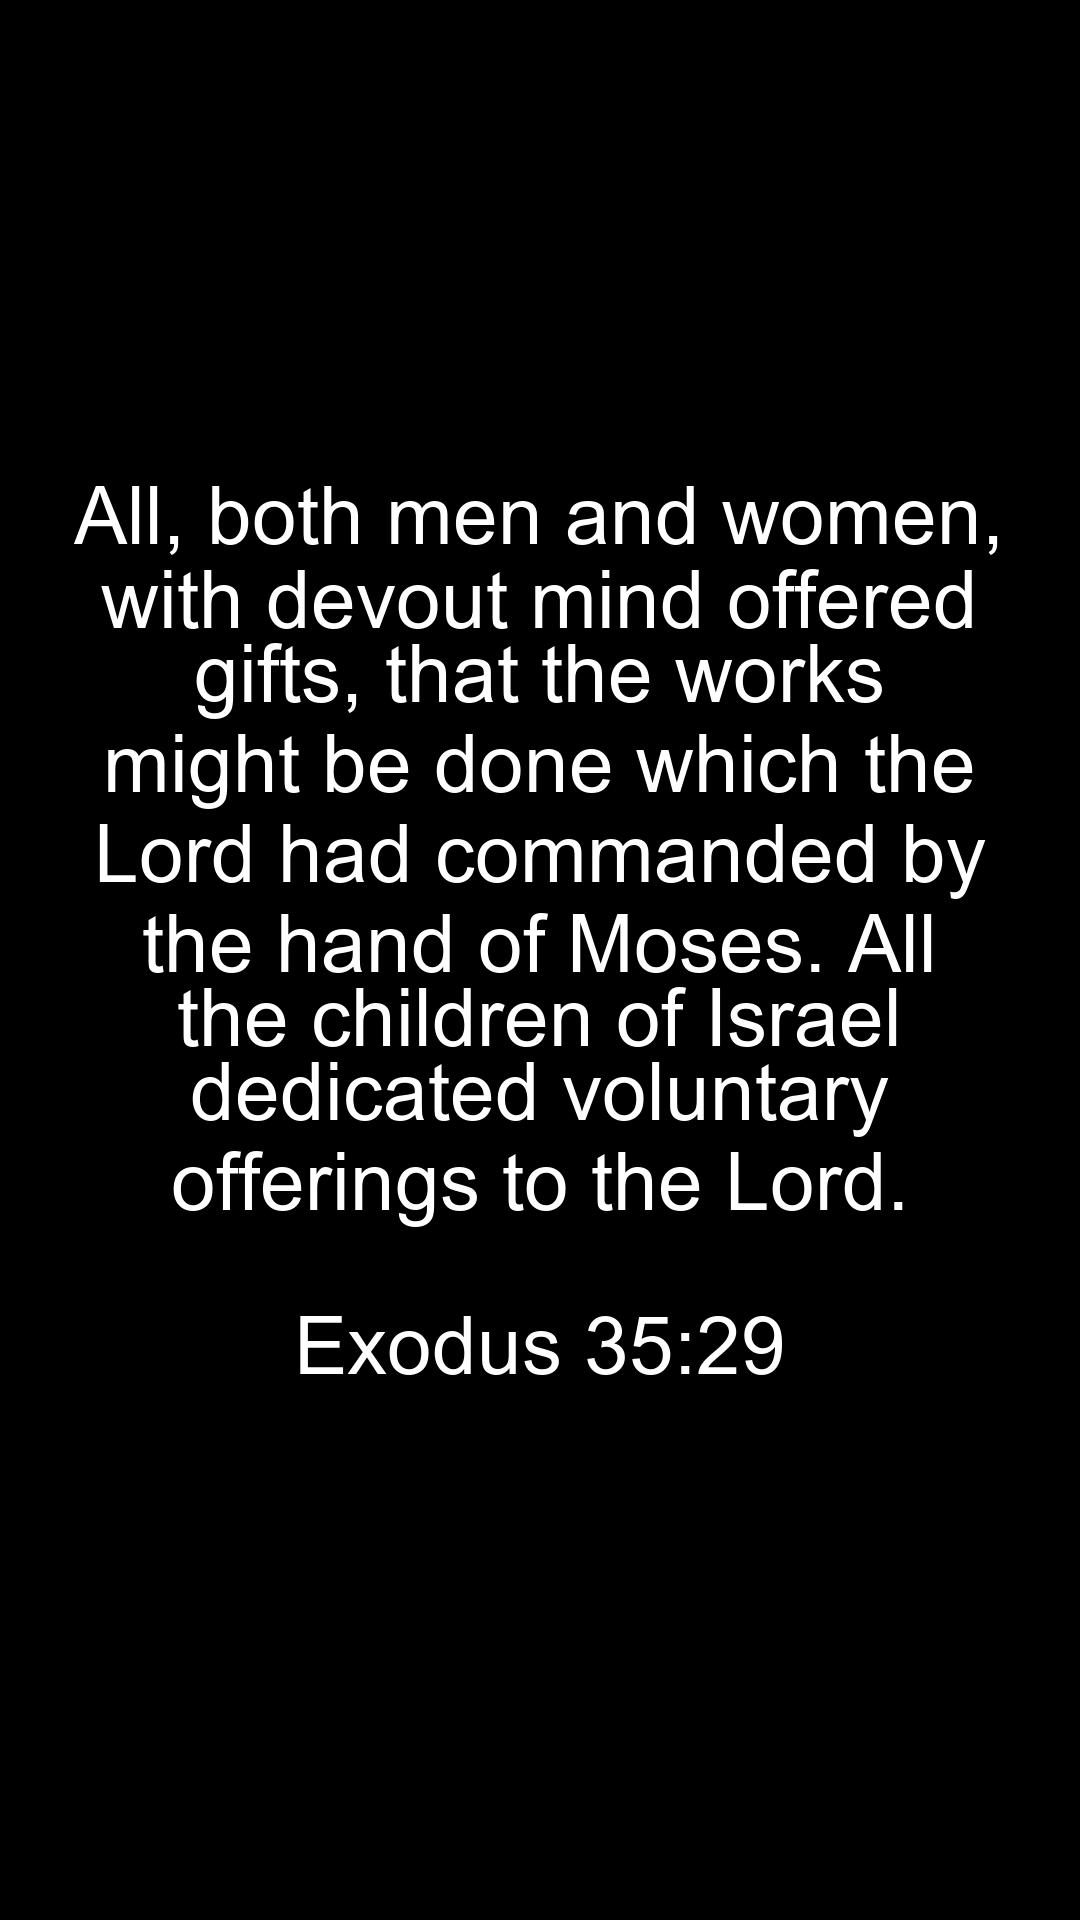 All, both men and women,
with devout mind offered
gifts, that the works
might be done which the
Lord had commanded by
the hand of Moses. All
the children of Israel
dedicated voluntary
offerings to the Lord.
Exodus 35:29